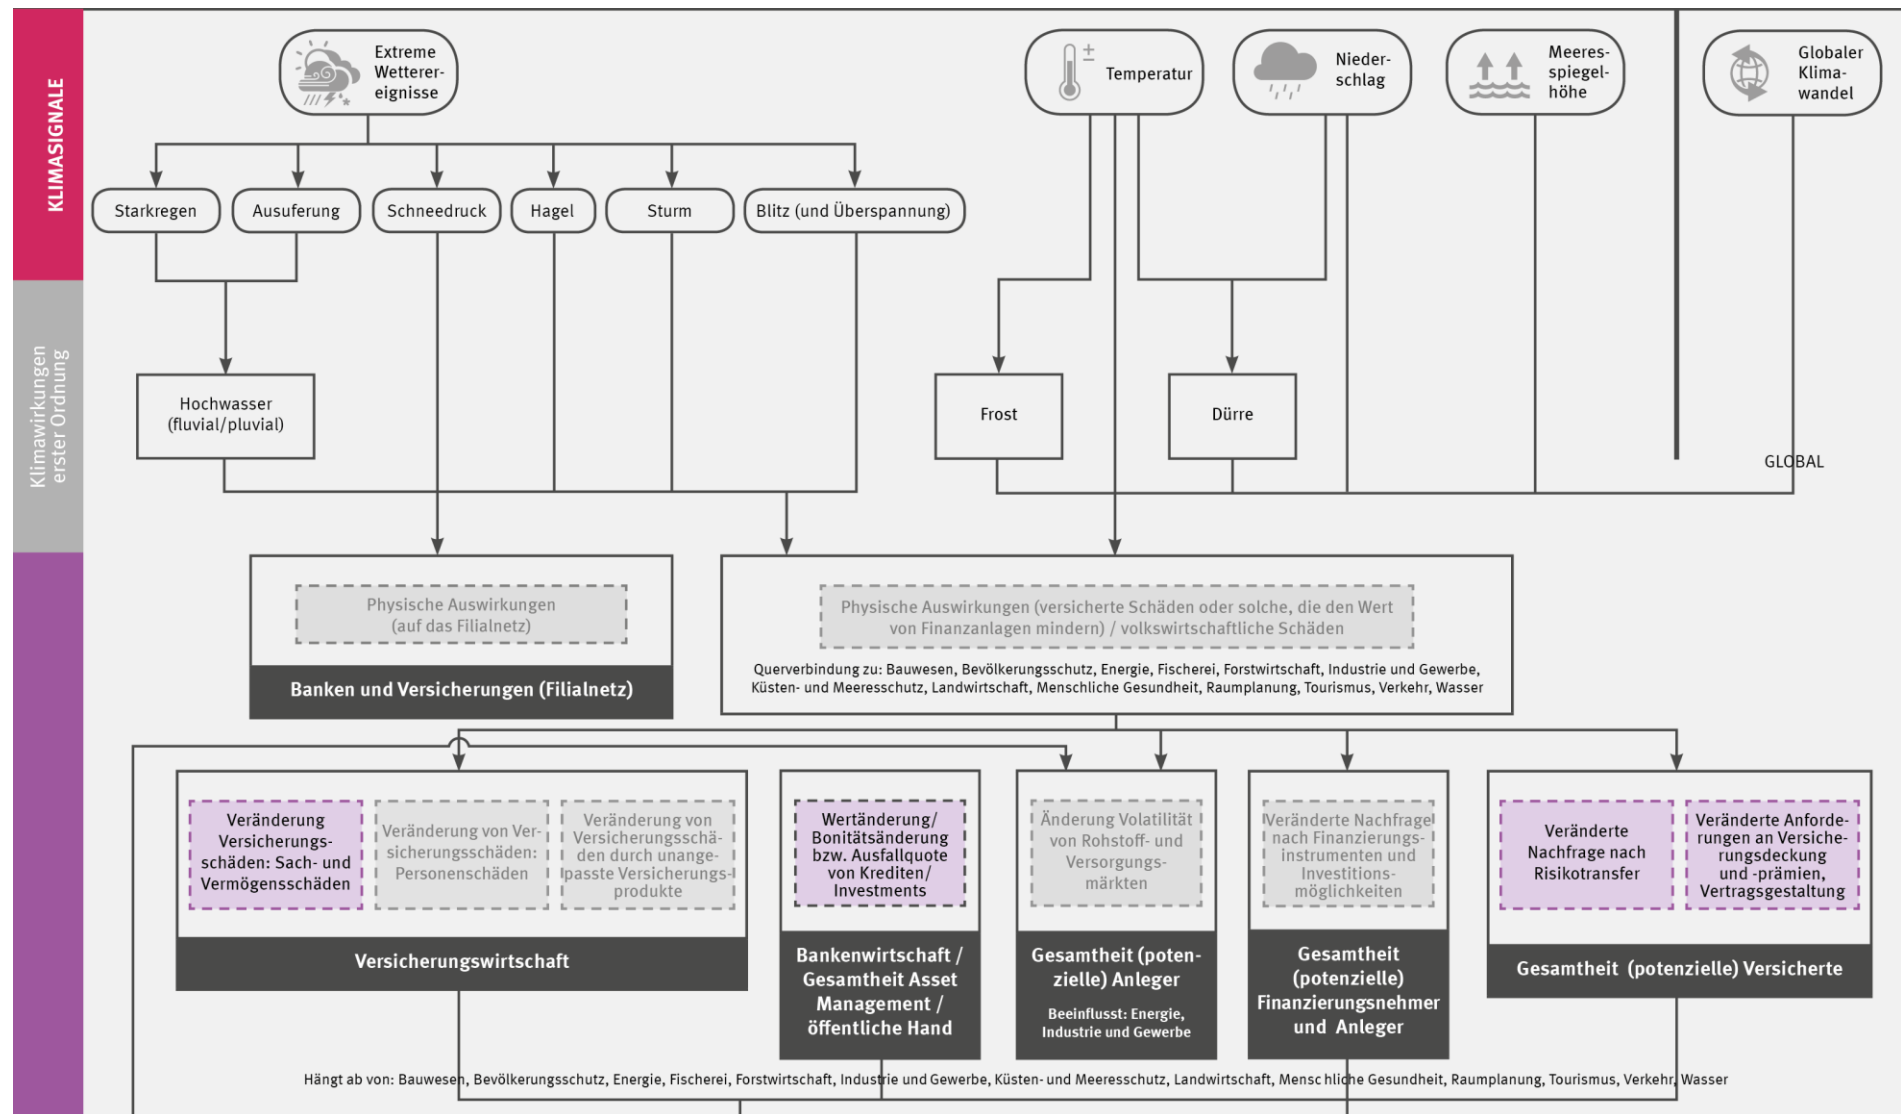 KLIMASIGNALE
Extreme
Wetterer-
eignisse
Temperatur
Nieder-
schlag
Meeres-
spiegel-
höhe
Globaler
Klima-
wandel
Starkregen
Ausuferung
Schneedruck
Hagel
Sturm
Blitz (und Überspannung)
Klimawirkungen
erster Ordnung
Hochwasser
(fluvial/pluvial)
Frost
Dürre
GLOBAL
Physische Auswirkungen
(auf das Filialnetz)
Banken und Versicherungen (Filialnetz)
Physische Auswirkungen (versicherte Schäden oder solche, die den Wert
von Finanzanlagen mindern) / volkswirtschaftliche Schäden
Querverbindung zu: Bauwesen, Bevölkerungsschutz, Energie, Fischerei, Forstwirtschaft, Industrie und Gewerbe,
Küsten- und Meeresschutz, Landwirtschaft, Menschliche Gesundheit, Raumplanung, Tourismus, Verkehr, Wasser
Veränderung
Versicherungs-
schäden: Sach- und
Vermögensschäden
Veränderung von Ver-
sicherungsschäden:
Personenschäden
Veränderung von
Versicherungsschä-
den durch unange-
passte Versicherungs-
produkte
Versicherungswirtschaft
Wertänderung/
Bonitätsänderung
bzw. Ausfallquote
von Krediten/
Investments
Bankenwirtschaft /
Gesamtheit Asset
Management /
öffentliche Hand
Änderung Volatilität
von Rohstoff- und
Versorgungs-
märkten
Gesamtheit (poten-
zielle) Anleger
Beeinflusst: Energie,
Industrie und Gewerbe
Veränderte Nachfrage
nach Finanzierungs-
instrumenten und
Investitions-
möglichkeiten
Gesamtheit
(potenzielle)
Finanzierungsnehmer
und Anleger
Veränderte
Nachfrage nach
Risikotransfer
Veränderte Anforde-
rungen an Versiche-
rungsdeckung
und -prämien,
Vertragsgestaltung
Gesamtheit (potenzielle) Versicherte
Hängt ab von: Bauwesen, Bevölkerungsschutz, Energie, Fischerei, Forstwirtschaft, Industrie und Gewerbe, Küsten- und Meeresschutz, Landwirtschaft, Menschliche Gesundheit, Raumplanung, Tourismus, Verkehr, Wasser